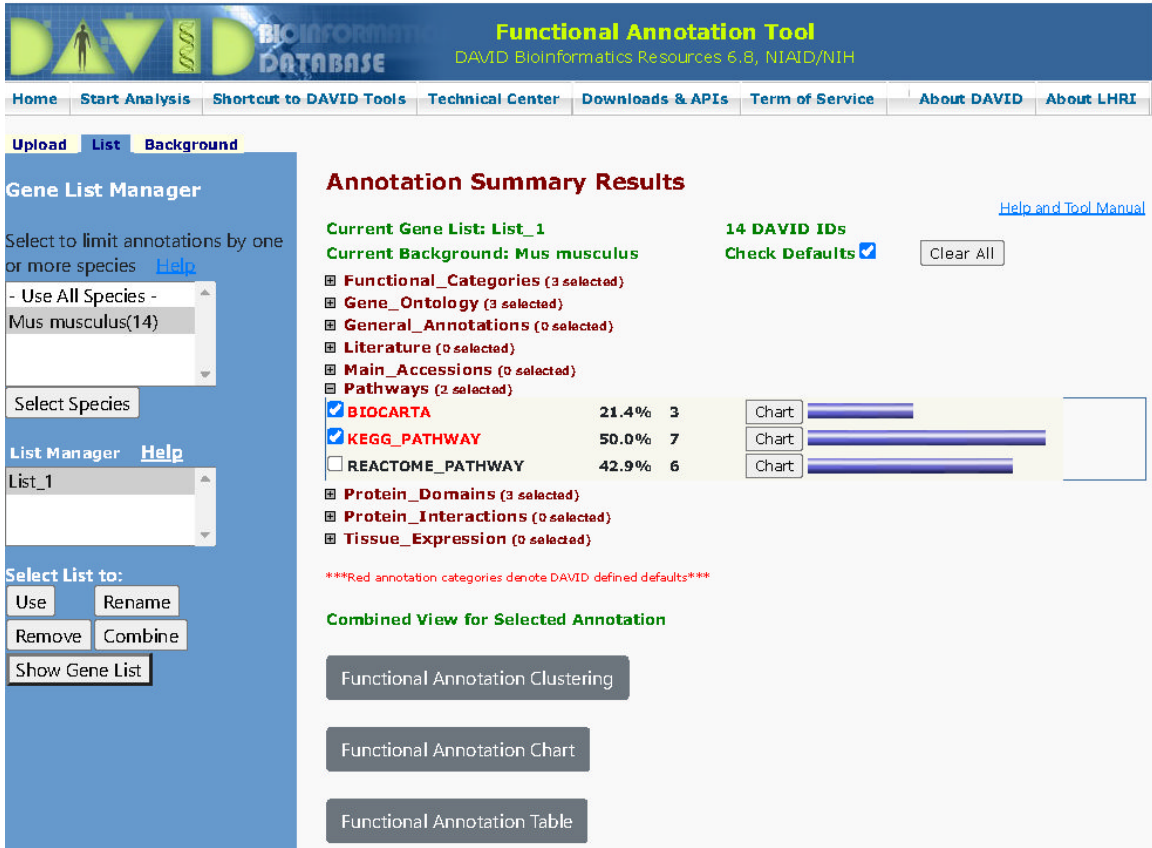 DAVID BIOINFORMATICS DATABASE
Functional Annotation Tool
DAVID Bioinformatics Resources 6.8, NIAID/NIH
Home Start Analysis Shortcut to DAVID Tools Technical Center Downloads & APIs Term of Service About DAVID About LHRI
Upload List Background
Gene List Manager
Select to limit annotations by one
or more species Help
- Use All Species -
Mus musculus(14)
Select Species
List Manager Help
List_1
Select List to:
Use Rename
Remove Combine
Show Gene List
Annotation Summary Results
Help and Tool Manual
Current Gene List: List_1 14 DAVID IDs
Current Background: Mus musculus Check Defaults Clear All
Functional_Categories (3 selected)
Gene_Ontology (3 selected)
General_Annotations (0 selected)
Literature (0 selected)
Main_Accessions (0 selected)
Pathways (2 selected)
BIOCARTA 21.4% 3 Chart
KEGG_PATHWAY 50.0% 7 Chart
REACTOME_PATHWAY 42.9% 6 Chart
Protein_Domains (3 selected)
Protein_Interactions (0 selected)
Tissue_Expression (0 selected)
***Red annotation categories denote DAVID defined defaults***
Combined View for Selected Annotation
Functional Annotation Clustering
Functional Annotation Chart
Functional Annotation Table